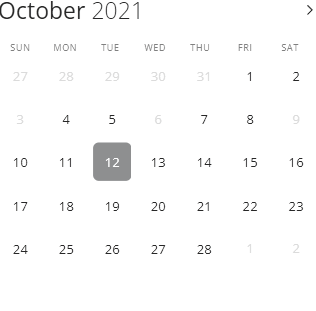 October 2021
SUN MON TUE WED THU FRI SAT
27 28 29 30 31 1 2
3 4 5 6 7 8 9
10 11 12 13 14 15 16
17 18 19 20 21 22 23
24 25 26 27 28 1 2